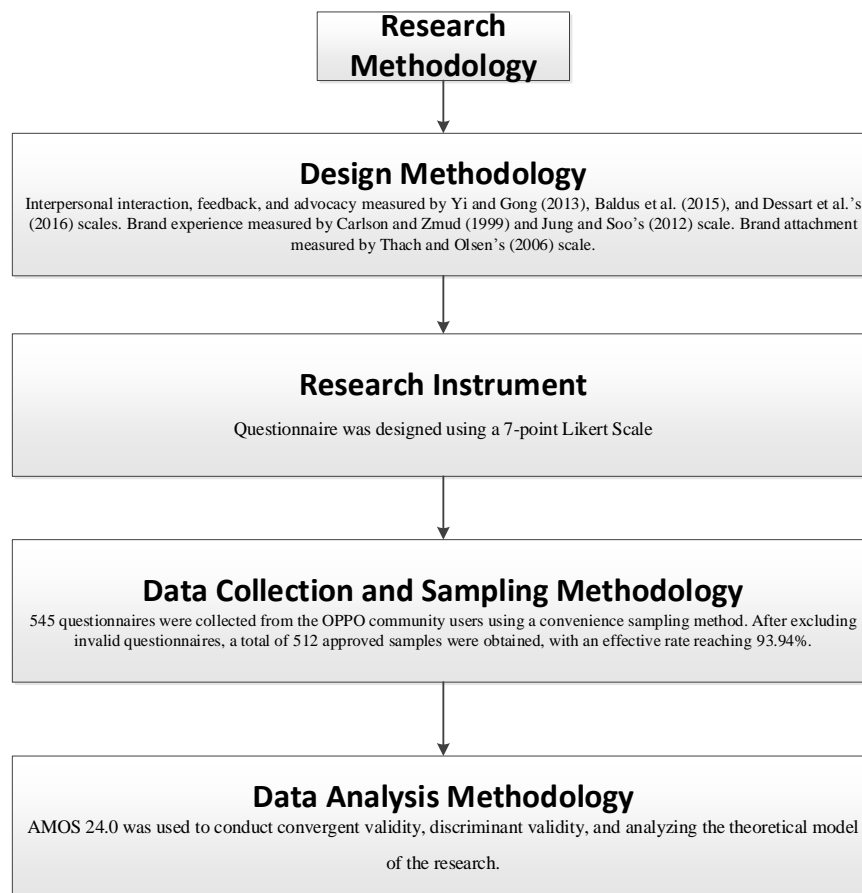 Research
Methodology
Design Methodology
Interpersonal interaction, feedback, and advocacy measured by Yi and Gong (2013), Baldus et al. (2015), and Dessart et al.'s
(2016) scales. Brand experience measured by Carlson and Zmud (1999) and Jung and Soo's (2012) scale. Brand attachment
measured by Thach and Olsen's (2006) scale.
Research Instrument
Questionnaire was designed using a 7-point Likert Scale
Data Collection and Sampling Methodology
545 questionnaires were collected from the OPPO community users using a convenience sampling method. After excluding
invalid questionnaires, a total of 512 approved samples were obtained, with an effective rate reaching 93.94%.
Data Analysis Methodology
AMOS 24.0 was used to conduct convergent validity, discriminant validity, and analyzing the theoretical model
of the research.